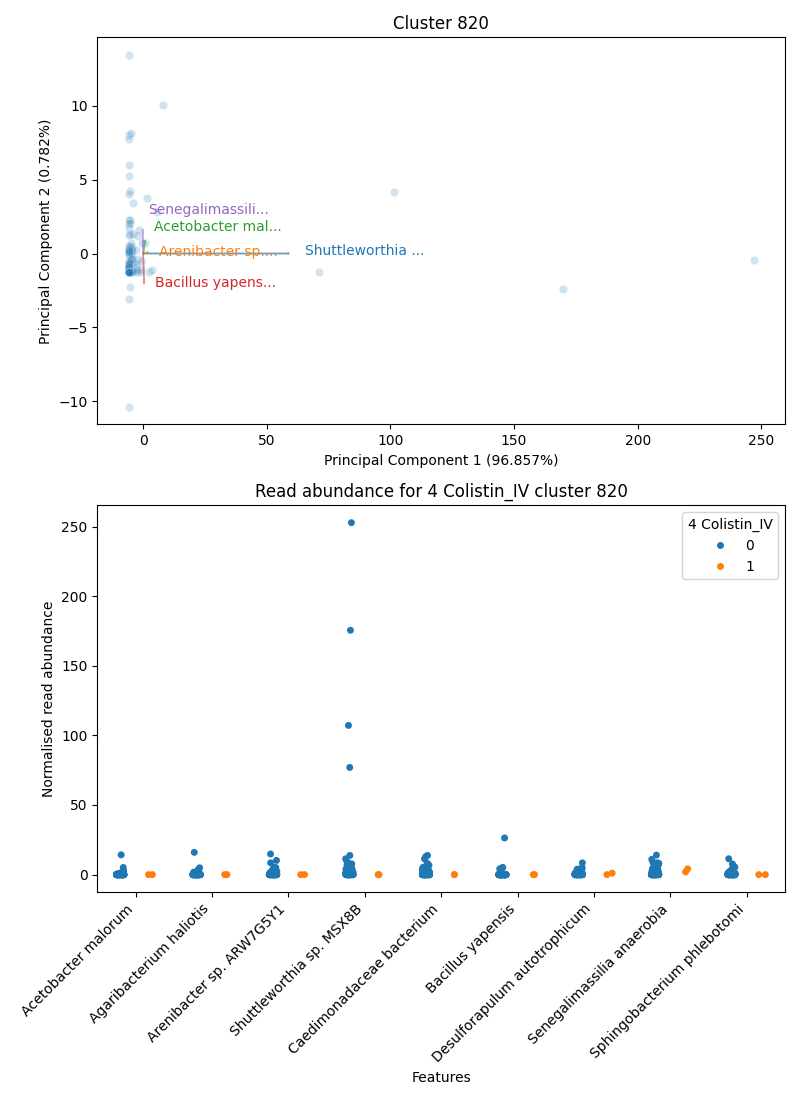 Cluster 820
Principal Component 2 (0.782%)
10
5
0
−5
−10
Senegalimassili...
Acetobacter mal...
Arenibacter sp....
Shuttleworthia ...
Bacillus yapens...
0
50
100
150
200
250
Principal Component 1 (96.857%)
Read abundance for 4 Colistin_IV cluster 820
Normalised read abundance
250
200
150
100
50
0
4 Colistin_IV
0
1
Acetobacter malorum
Agaribacterium haliotis
Arenibacter sp. ARW7G5Y1
Shuttleworthia sp. MSX8B
Caedimonadaceae bacterium
Bacillus yapensis
Desulforapulum autotrophicum
Senegalimassilia anaerobia
Sphingobacterium phlebotomi
Features